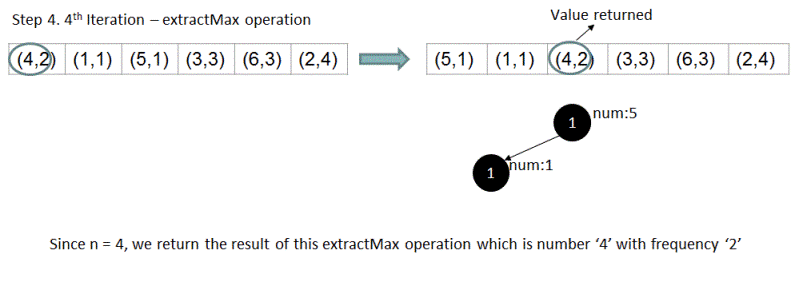 Step 4. 4th Iteration – extractMax operation
Value returned
(4,2) (1,1) (5,1) (3,3) (6,3) (2,4)
(5,1) (1,1) (4,2) (3,3) (6,3) (2,4)
1 num:5
1 num:1
Since n = 4, we return the result of this extractMax operation which is number ‘4’ with frequency ‘2’